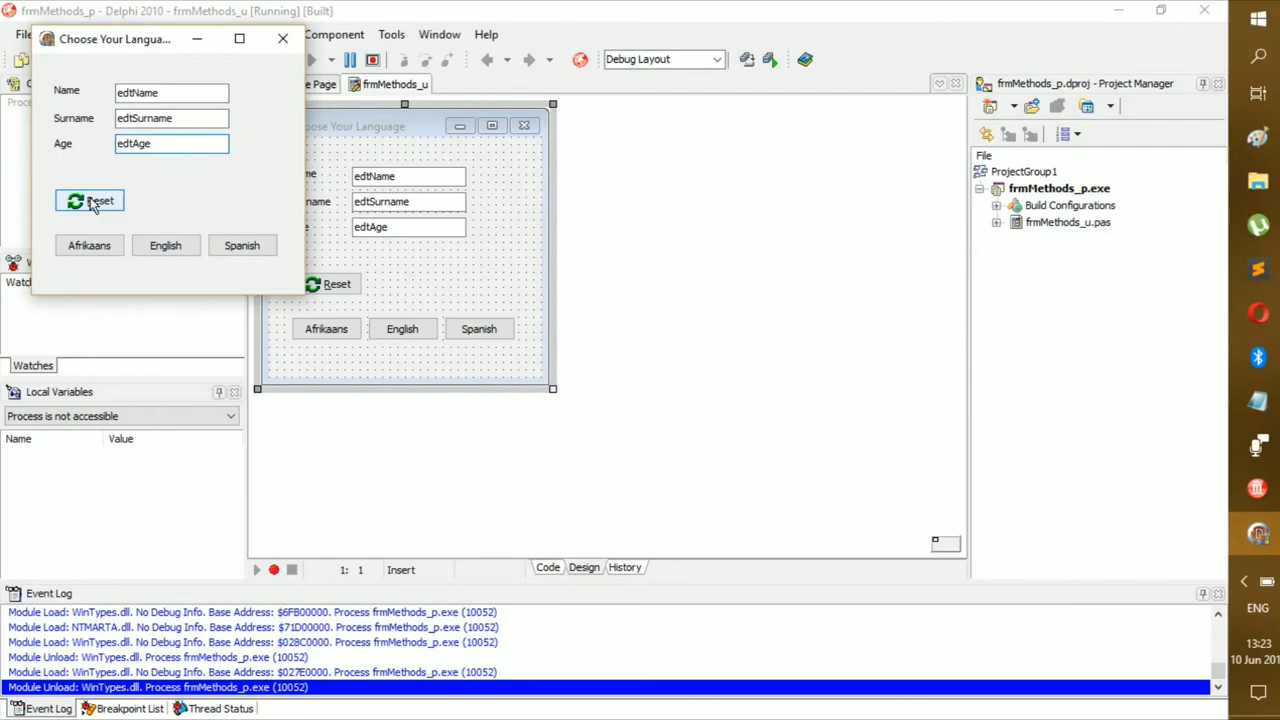 frmMethods_p - Delphi 2010 - frmMethods_u [Running] [Built]
Component Tools Window Help
Debug Layout
Page frmMethods_u
Choose Your Langua...
Name edtName
Surname edtSurname
Age edtAge
Afrikaans English Spanish
Choose Your Language
edtName
edtSurname
edtAge
Reset
Afrikaans English Spanish
frmMethods_p.dproj - Project Manager
File
ProjectGroup1
frmMethods_p.exe
Build Configurations
frmMethods_u.pas
Watches
Local Variables
Process is not accessible
Name Value
1: 1 Insert
Code Design History
Event Log
Module Load: WinTypes.dll. No Debug Info. Base Address: $6FB00000. Process frmMethods_p.exe (10052)
Module Load: NTMARTA.dll. No Debug Info. Base Address: $71D00000. Process frmMethods_p.exe (10052)
Module Load: WinTypes.dll. No Debug Info. Base Address: $028C0000. Process frmMethods_p.exe (10052)
Module Unload: WinTypes.dll. Process frmMethods_p.exe (10052)
Module Load: WinTypes.dll. No Debug Info. Base Address: $027E0000. Process frmMethods_p.exe (10052)
Module Unload: WinTypes.dll. Process frmMethods_p.exe (10052)
Event Log Breakpoint List Thread Status
ENG
13:23
10 Jun 201